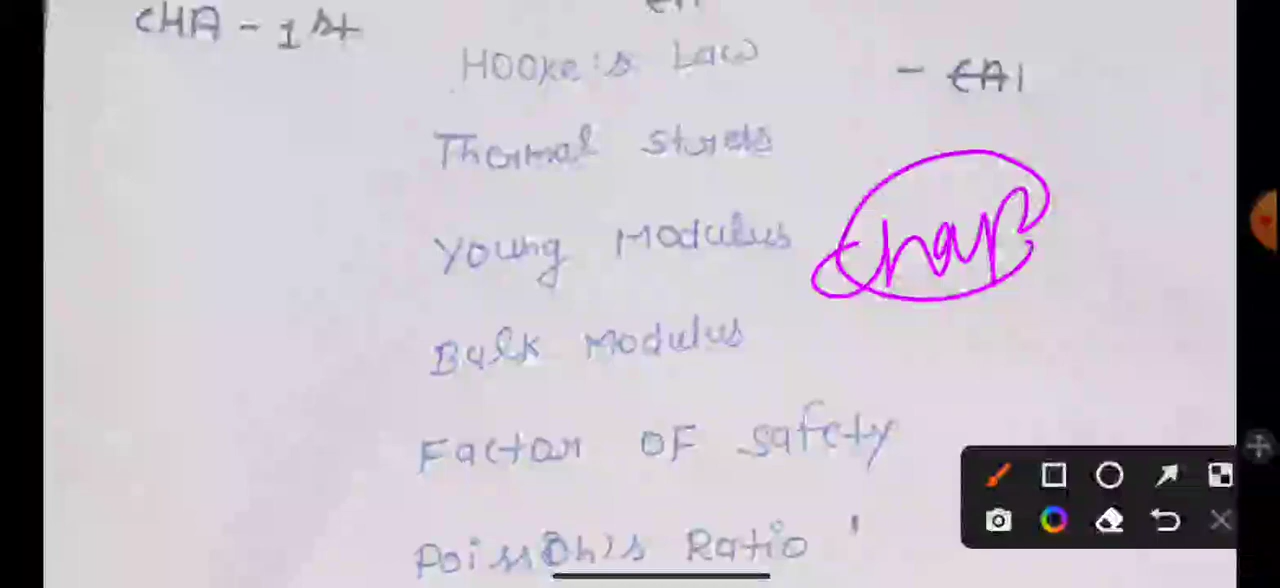 CHA - 1st
Hooke's Law
- CA1
Thermal stress
Young Modulus
Chap
Bulk Modulus
Factor OF safety
Poisson's Ratio